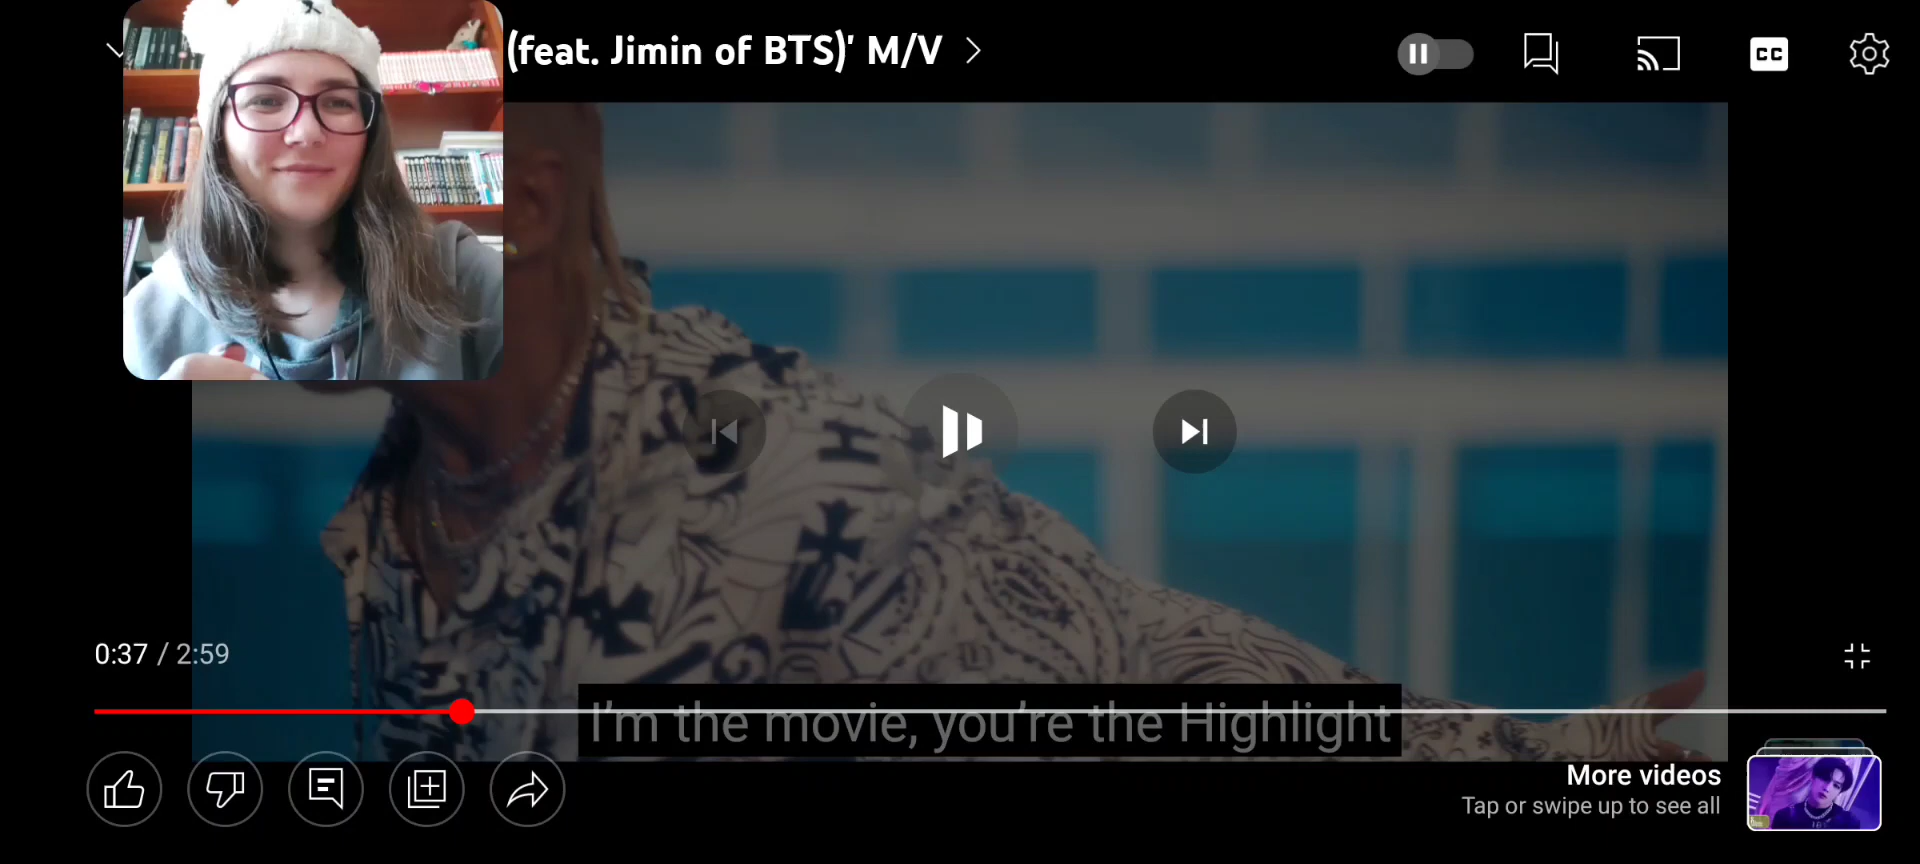 (feat. Jimin of BTS)' M/V
CC
0:37 / 2:59
I'm the movie, you're the Highlight
More videos
Tap or swipe up to see all